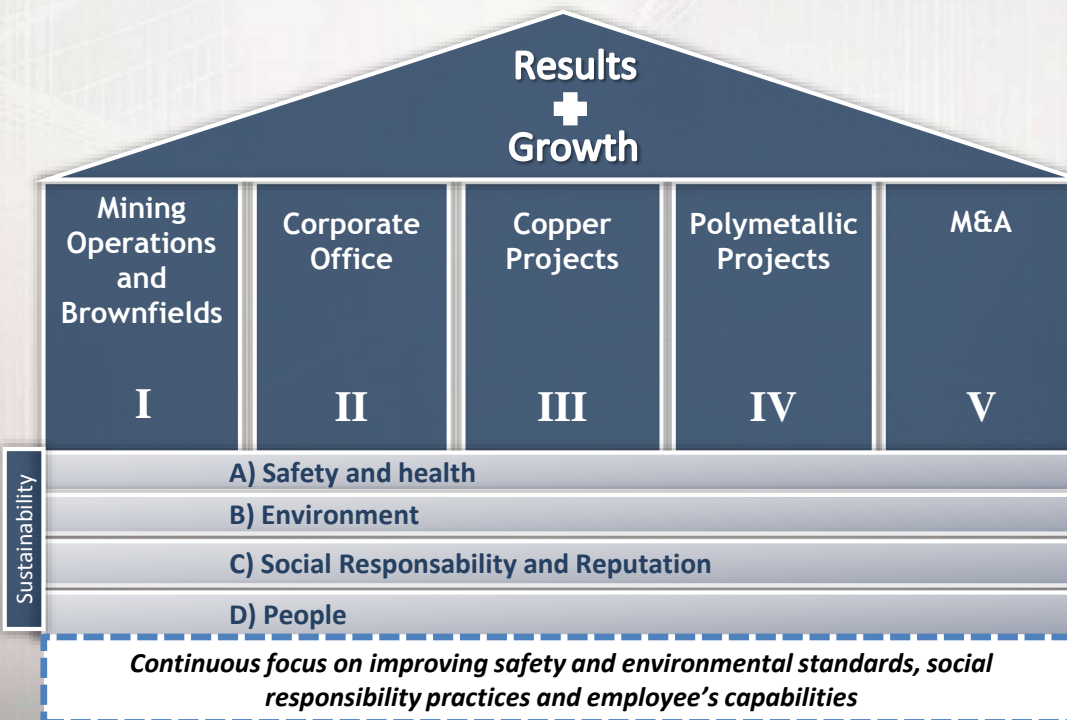 Results
+
Growth
Mining
Operations
and
Brownfields
I
Corporate
Office
II
Copper
Projects
III
Polymetallic
Projects
IV
M&A
V
Sustainability
A) Safety and health
B) Environment
C) Social Responsability and Reputation
D) People
Continuous focus on improving safety and environmental standards, social
responsibility practices and employee's capabilities